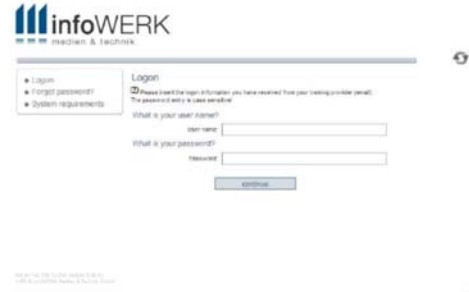 infoWERK
medien & technik
Logon
Forgot password?
System requirements
Logon
Please insert the logon information you have received from your training provider (email).
The password entry is case sensitive!
What is your user name?
User name
What is your password?
Password
continue